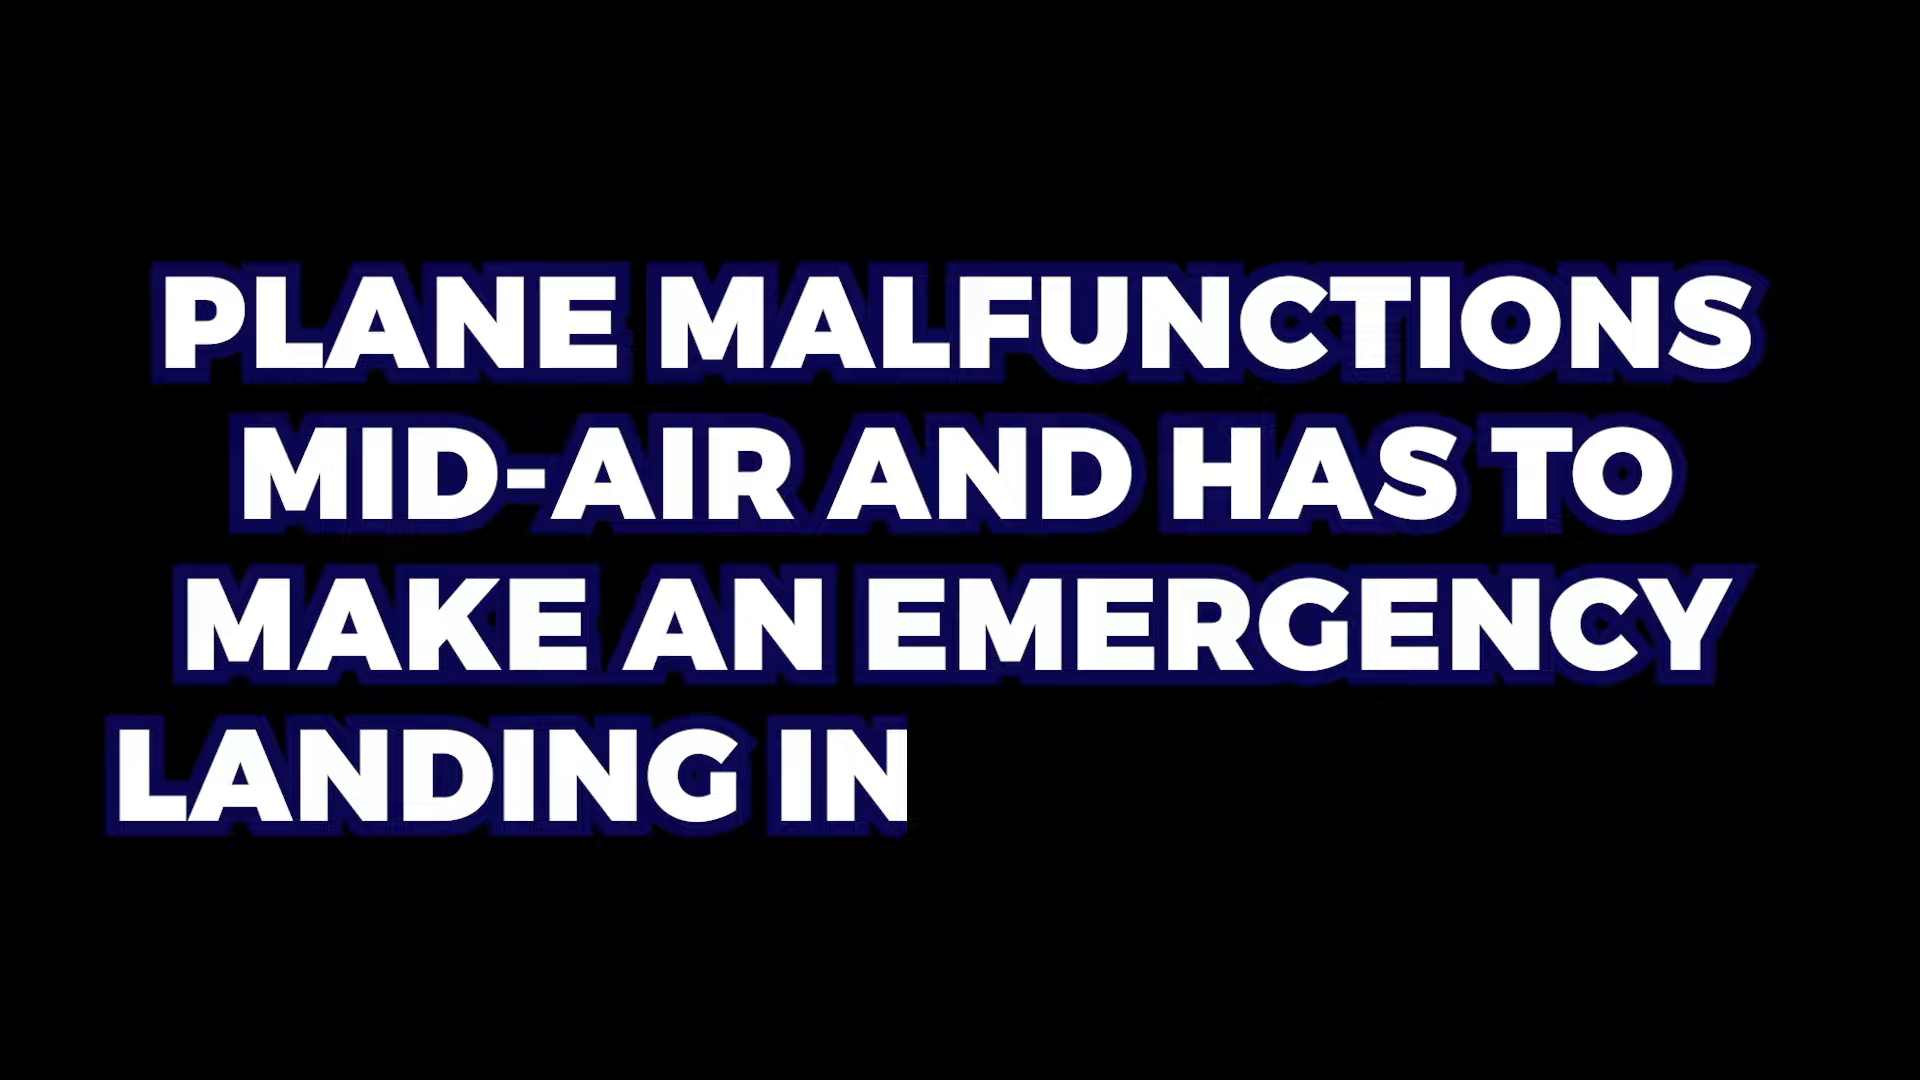 PLANE MALFUNCTIONS
MID-AIR AND HAS TO
MAKE AN EMERGENCY
LANDING IN